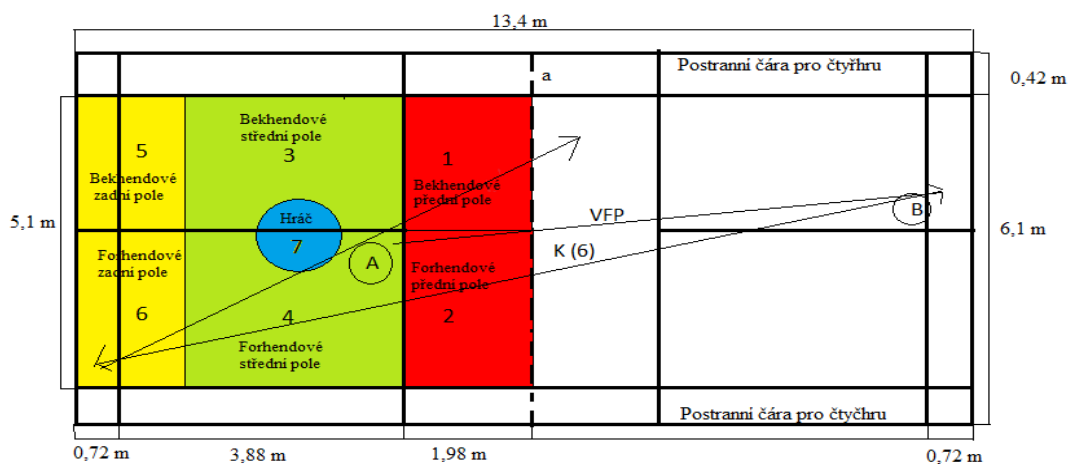 13,4 m
Postranní čára pro čtyřhru
a
0,42 m
Bekhendové
střední pole
3
5
1
Bekhendové
zadní pole
Bekhendové
přední pole
Hráč
7
5,1 m
VFP
B
6,1 m
K (6)
A
Forhendové
zadní pole
Forhendové
přední pole
6
4
2
Forhendové
střední pole
Postranní čára pro čtyčhru
0,72 m
3,88 m
1,98 m
0,72 m